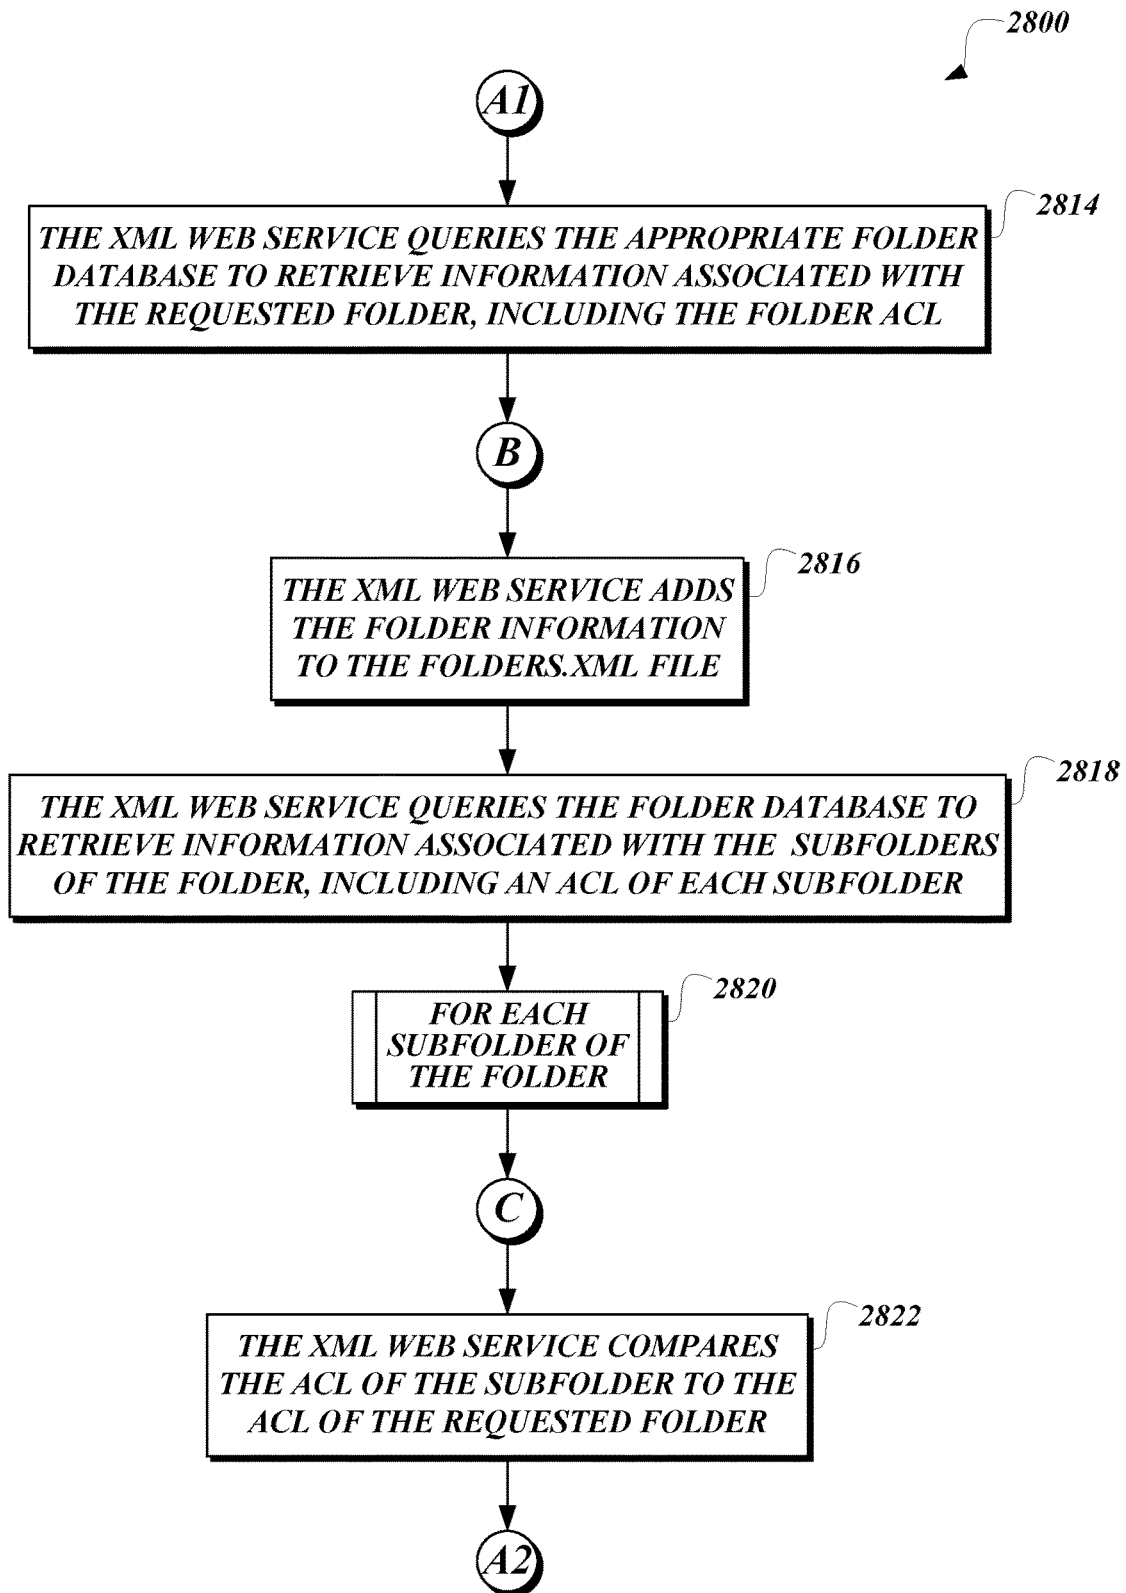 2800
A1
2814
THE XML WEB SERVICE QUERIES THE APPROPRIATE FOLDER
DATABASE TO RETRIEVE INFORMATION ASSOCIATED WITH
THE REQUESTED FOLDER, INCLUDING THE FOLDER ACL
B
2816
THE XML WEB SERVICE ADDS
THE FOLDER INFORMATION
TO THE FOLDERS.XML FILE
2818
THE XML WEB SERVICE QUERIES THE FOLDER DATABASE TO
RETRIEVE INFORMATION ASSOCIATED WITH THE SUBFOLDERS
OF THE FOLDER, INCLUDING AN ACL OF EACH SUBFOLDER
2820
FOR EACH
SUBFOLDER OF
THE FOLDER
C
2822
THE XML WEB SERVICE COMPARES
THE ACL OF THE SUBFOLDER TO THE
ACL OF THE REQUESTED FOLDER
A2